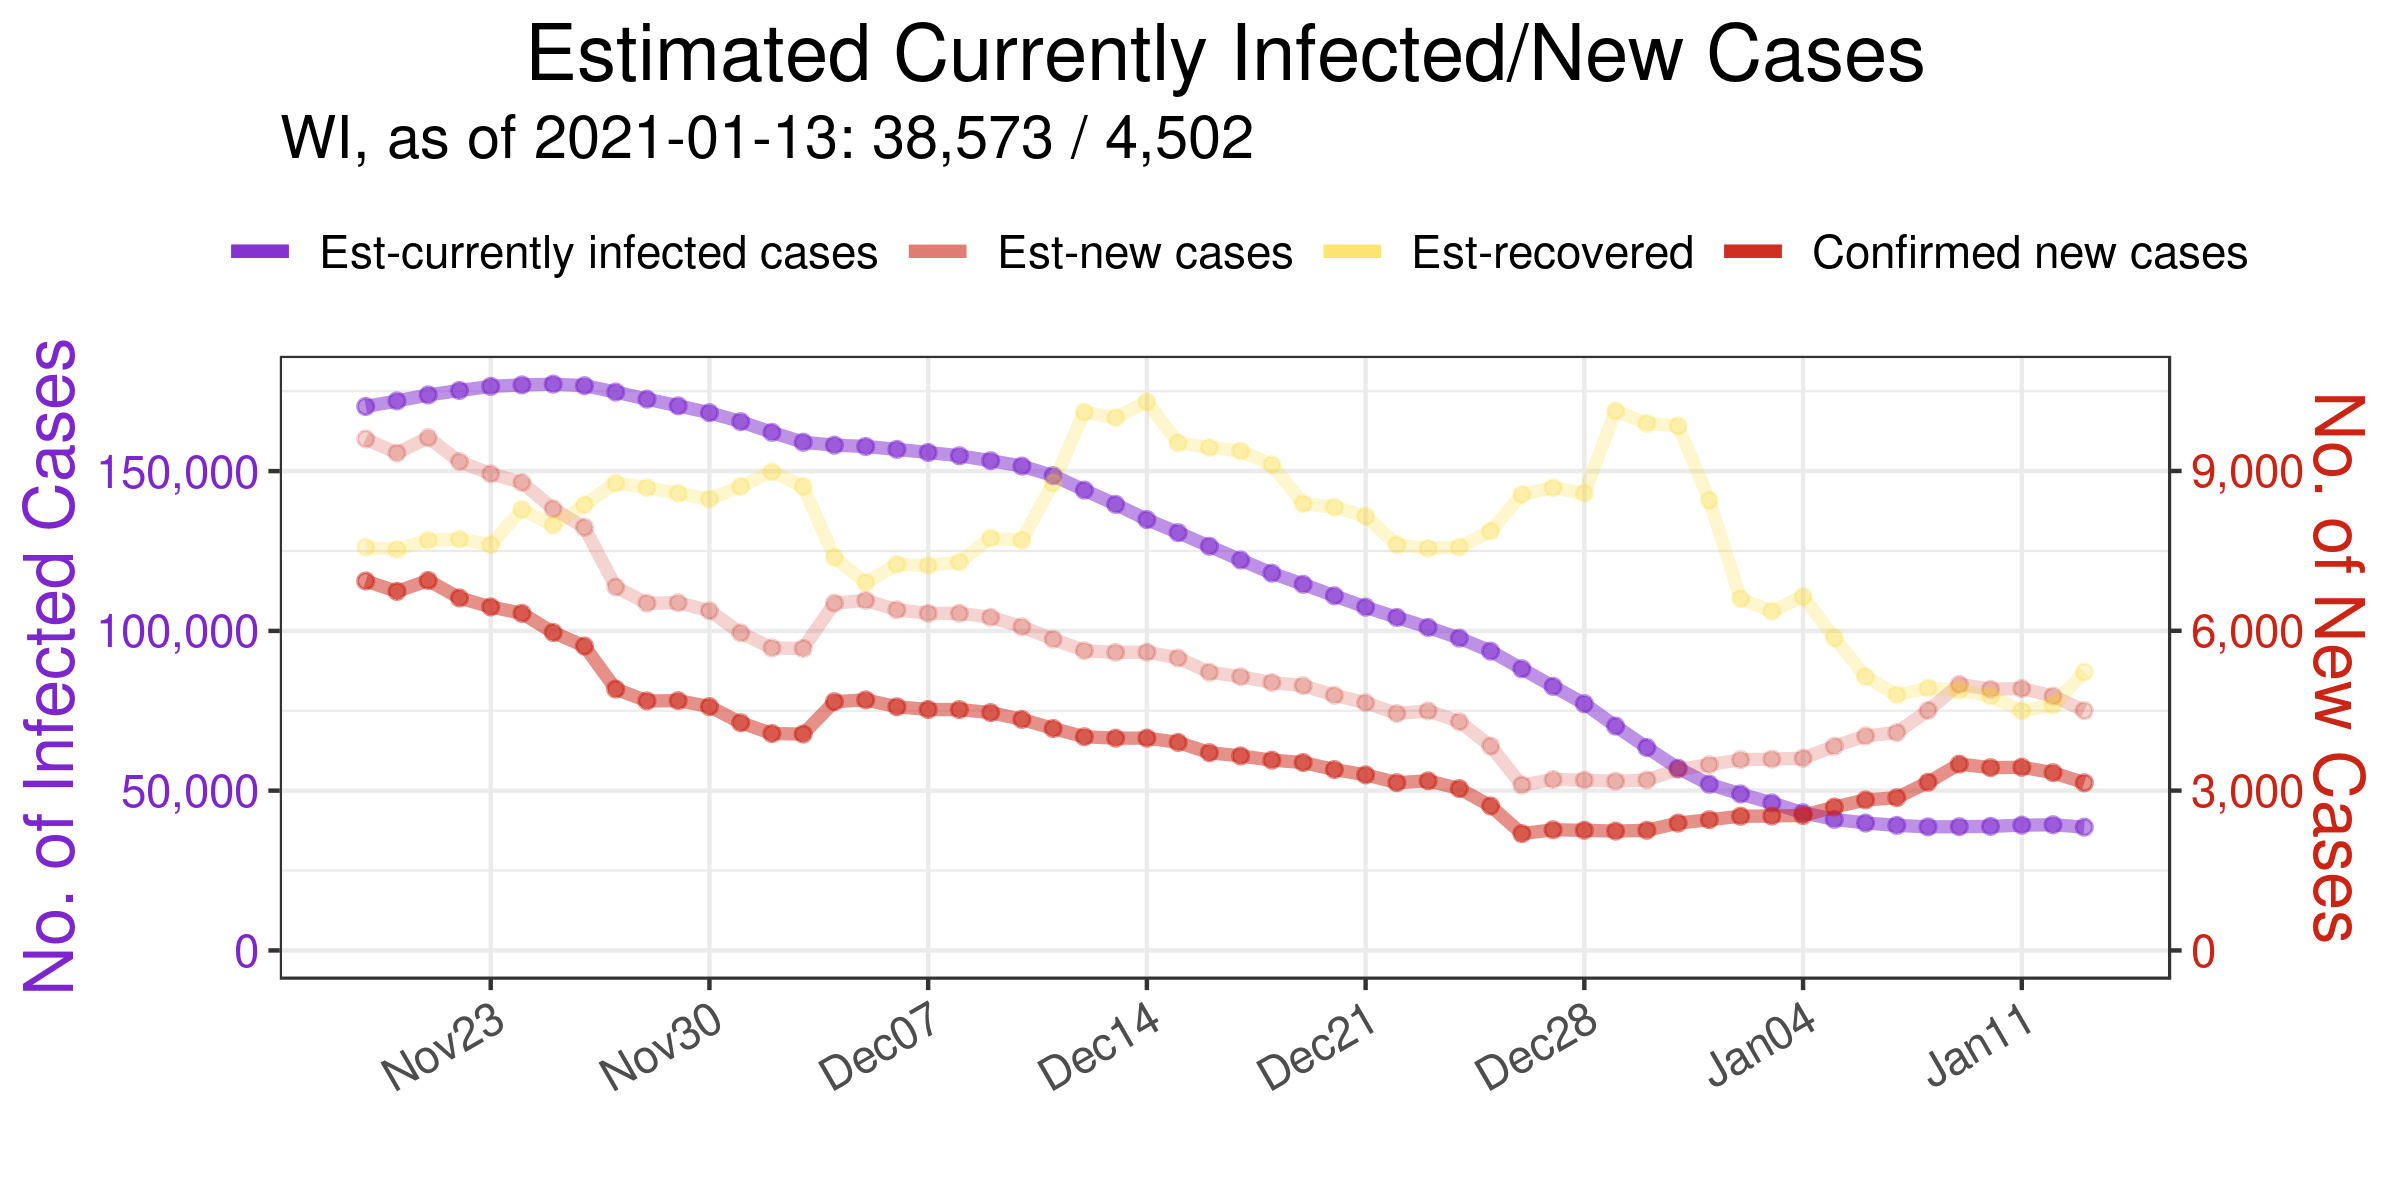 Estimated Currently Infected/New Cases
WI, as of 2021-01-13: 38,573 / 4,502
Est-currently infected cases Est-new cases Est-recovered Confirmed new cases
No. of Infected Cases
150,000
100,000
50,000
0
9,000
6,000
3,000
0
No. of New Cases
Nov23 Nov30 Dec07 Dec14 Dec21 Dec28 Jan04 Jan11